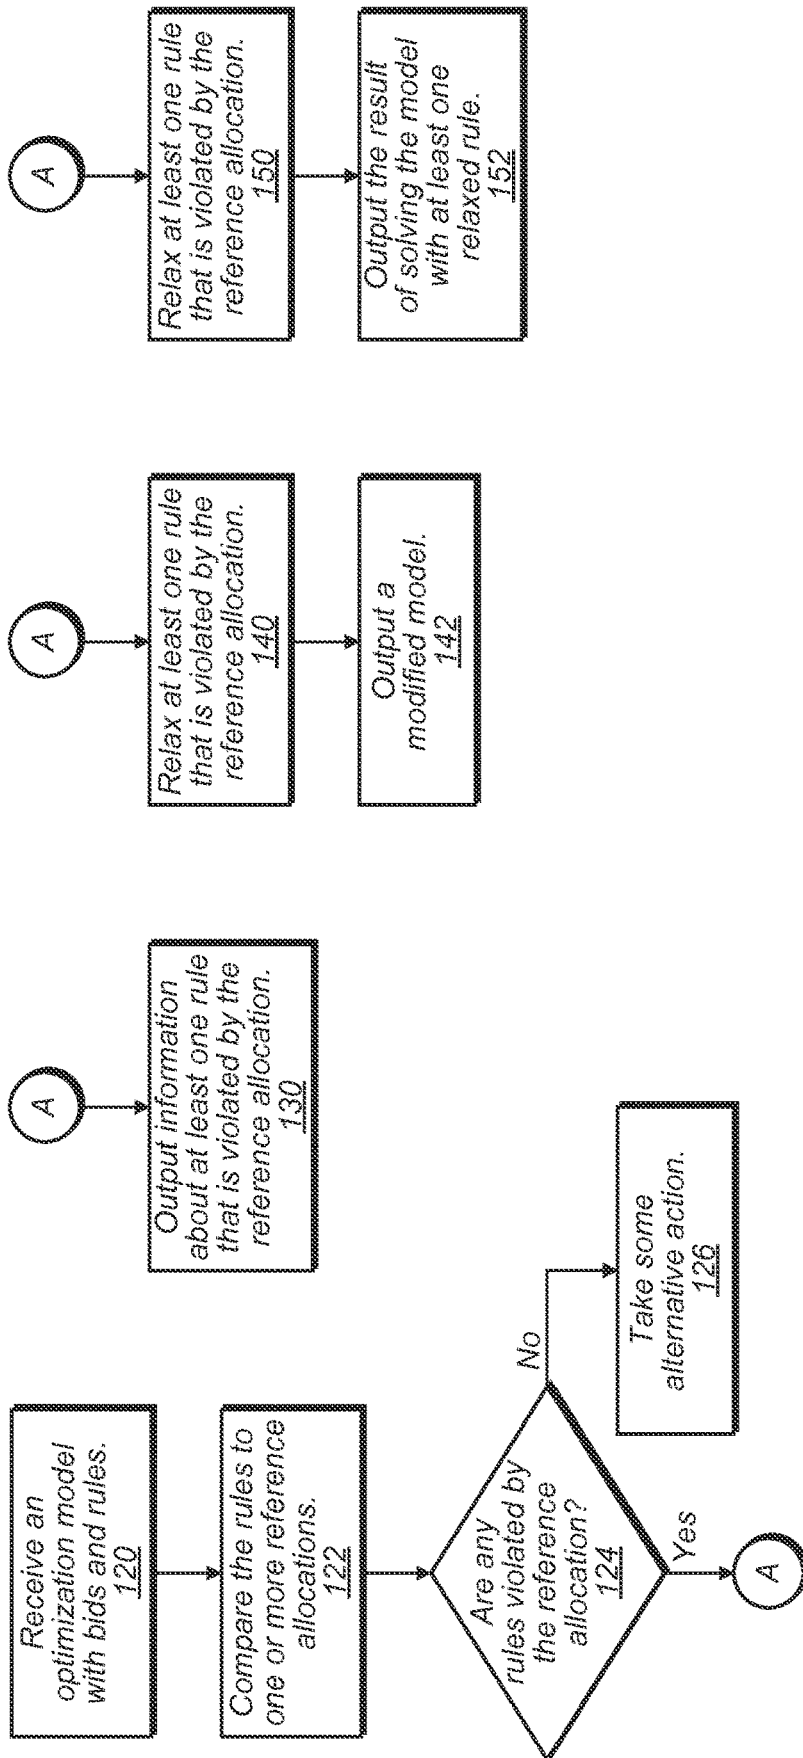 Receive an
optimization model
with bids and rules.
120
Compare the rules to
one or more reference
allocations.
122
Are any
rules violated by
the reference
allocation?
124
No
Take some
alternative action.
126
Yes
A
A
Output information
about at least one rule
that is violated by the
reference allocation.
130
A
Relax at least one rule
that is violated by the
reference allocation.
140
Output a
modified model.
142
A
Relax at least one rule
that is violated by the
reference allocation.
150
Output the result
of solving the model
with at least one
relaxed rule.
152